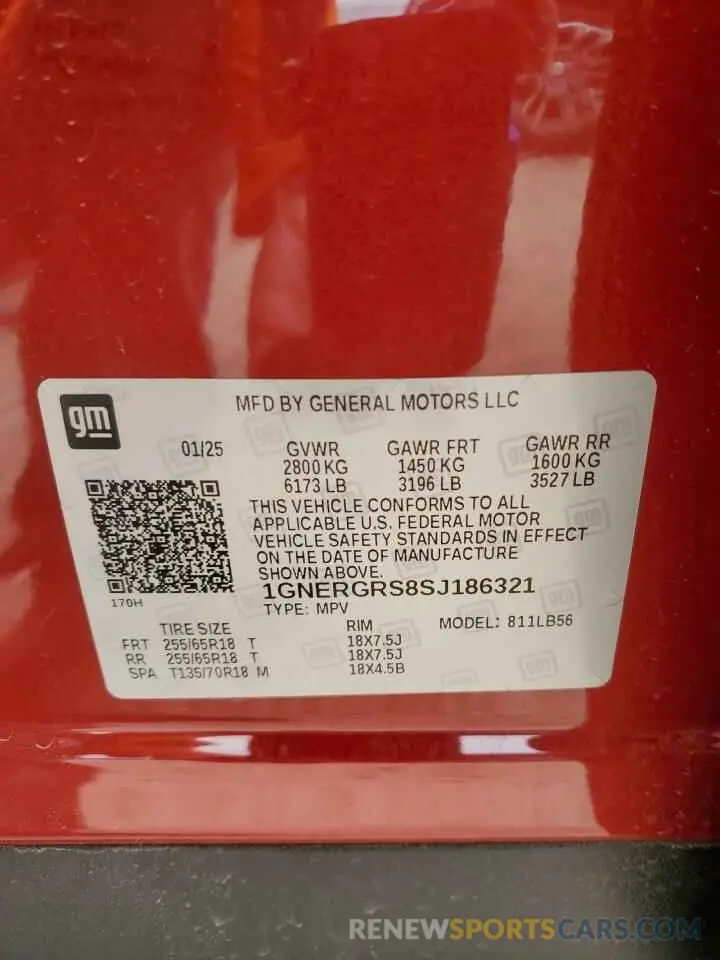 gm
MFD BY GENERAL MOTORS LLC
01/25 GVWR GAWR FRT GAWR RR
2800 KG 1450 KG 1600 KG
6173 LB 3196 LB 3527 LB
THIS VEHICLE CONFORMS TO ALL
APPLICABLE U.S. FEDERAL MOTOR
VEHICLE SAFETY STANDARDS IN EFFECT
ON THE DATE OF MANUFACTURE
SHOWN ABOVE.
1GNERGRS8SJ186321
170H
TYPE: MPV
TIRE SIZE RIM MODEL: 811LB56
FRT 255/65R18 T 18X7.5J
RR 255/65R18 T 18X7.5J
SPA T135/70R18 M 18X4.5B
RENEWSPORTSCARS.COM